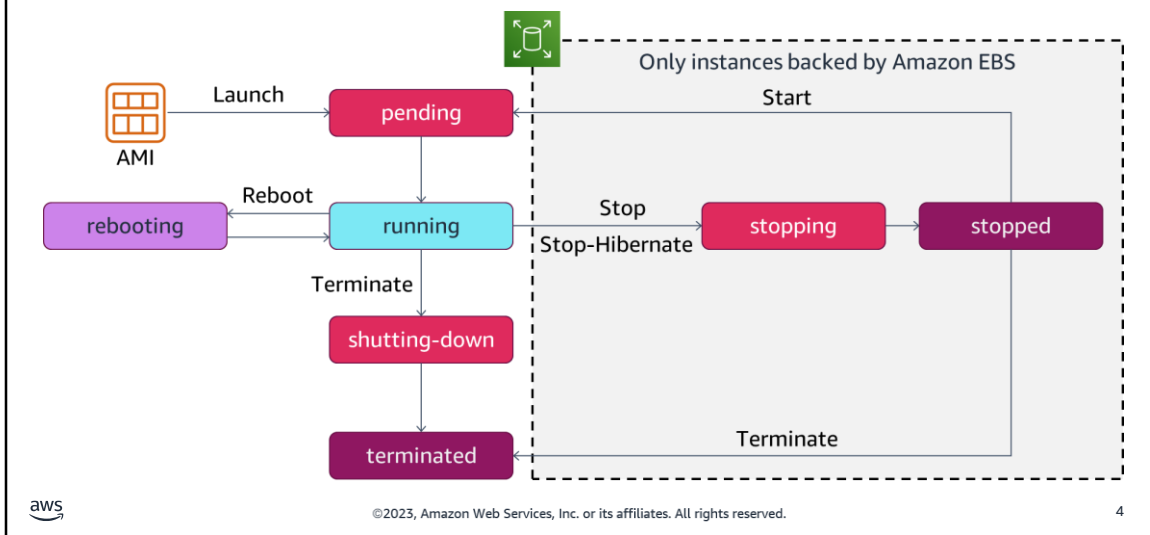 Only instances backed by Amazon EBS
Launch
Start
pending
AMI
Reboot
Stop
rebooting
running
stopping
stopped
Stop-Hibernate
Terminate
shutting-down
Terminate
terminated
aws
©2023, Amazon Web Services, Inc. or its affiliates. All rights reserved.
4